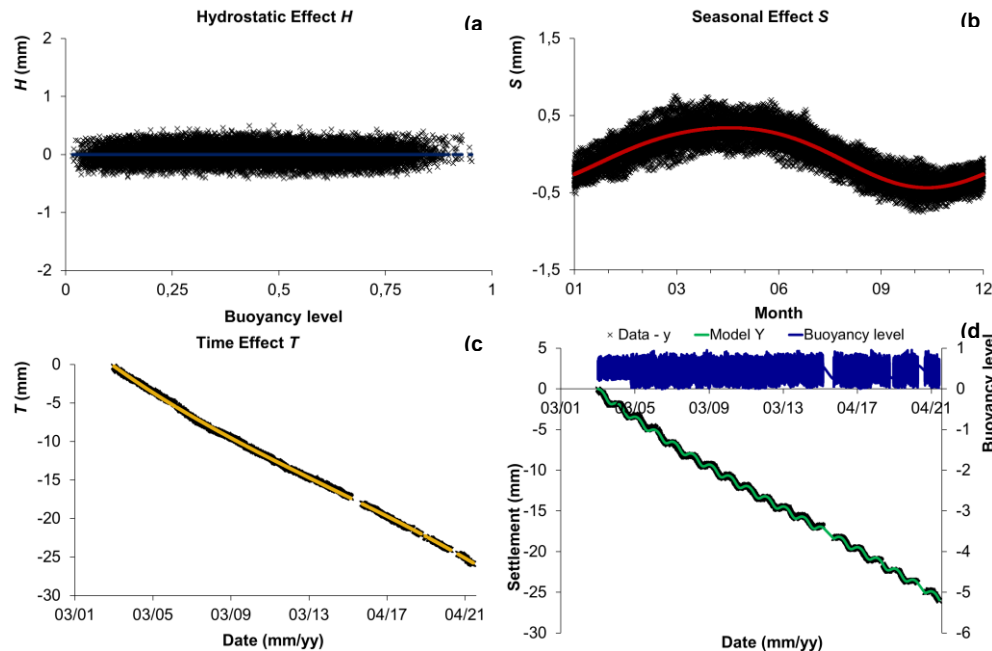 Hydrostatic Effect H
(a
H (mm)
2
1
0
-1
-2
0
0,25
0,5
0,75
1
Buoyancy level
Seasonal Effect S
(b
S (mm)
1,5
0,5
-0,5
-1,5
01
03
06
09
12
Month
Time Effect T
(c
T (mm)
0
-5
-10
-15
-20
-25
-30
03/01
03/05
03/09
03/13
04/17
04/21
Date (mm/yy)
× Data - y
Model Y
Buoyancy level
(d
Settlement (mm)
5
0
-5
-10
-15
-20
-25
-30
03/01
03/05
03/09
03/13
04/17
04/21
1
0
-1
-2
-3
-4
-5
-6
Buoyancy level
Date (mm/yy)